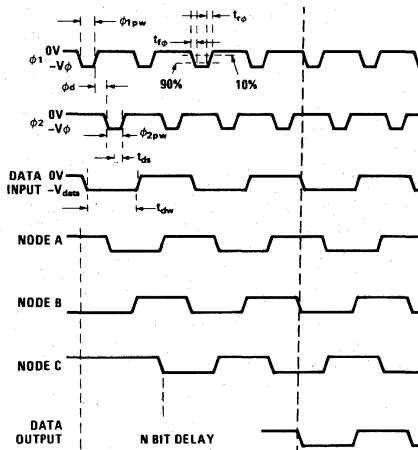 ϕ1pw
trϕ
tfϕ
ϕ1 0V
-Vϕ
90%
10%
ϕd
ϕ2 0V
-Vϕ
ϕ2pw
tds
DATA INPUT 0V
-Vdata
tdw
NODE A
NODE B
NODE C
DATA
OUTPUT
N BIT DELAY